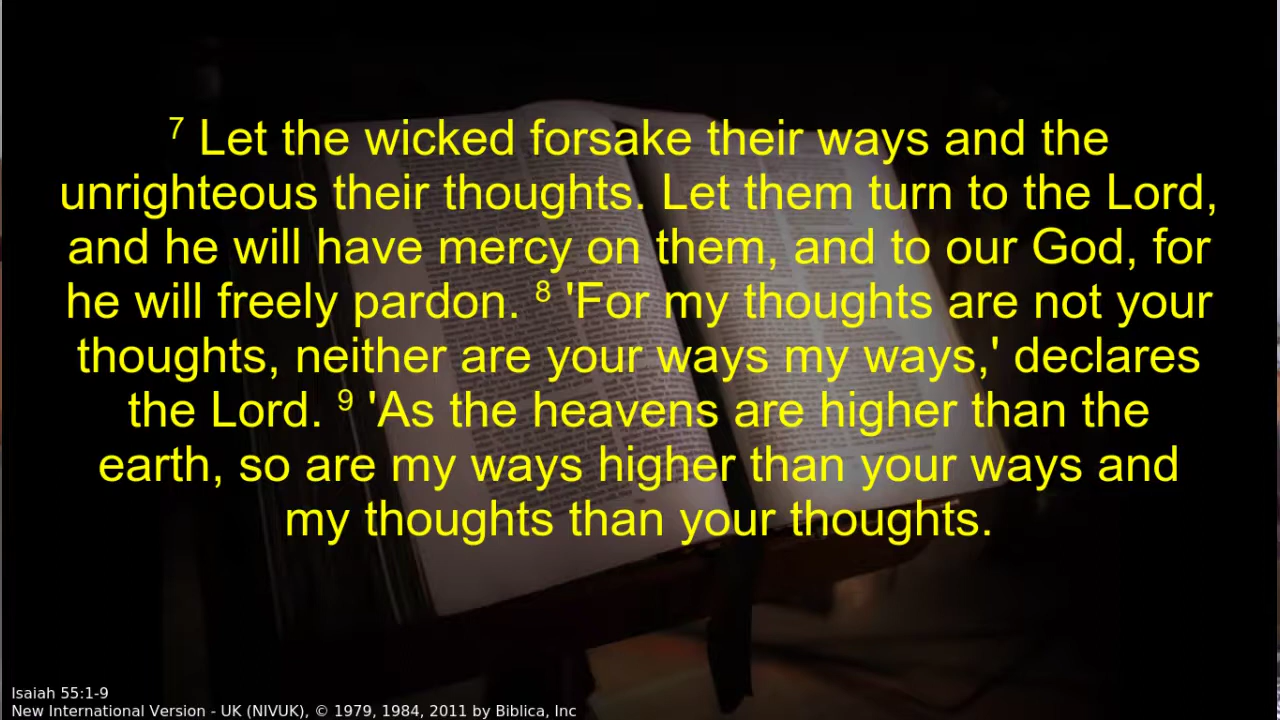 7 Let the wicked forsake their ways and the
unrighteous their thoughts. Let them turn to the Lord,
and he will have mercy on them, and to our God, for
he will freely pardon. 8 'For my thoughts are not your
thoughts, neither are your ways my ways,' declares
the Lord. 9 'As the heavens are higher than the
earth, so are my ways higher than your ways and
my thoughts than your thoughts.
Isaiah 55:1-9
New International Version - UK (NIVUK), © 1979, 1984, 2011 by Biblica, Inc